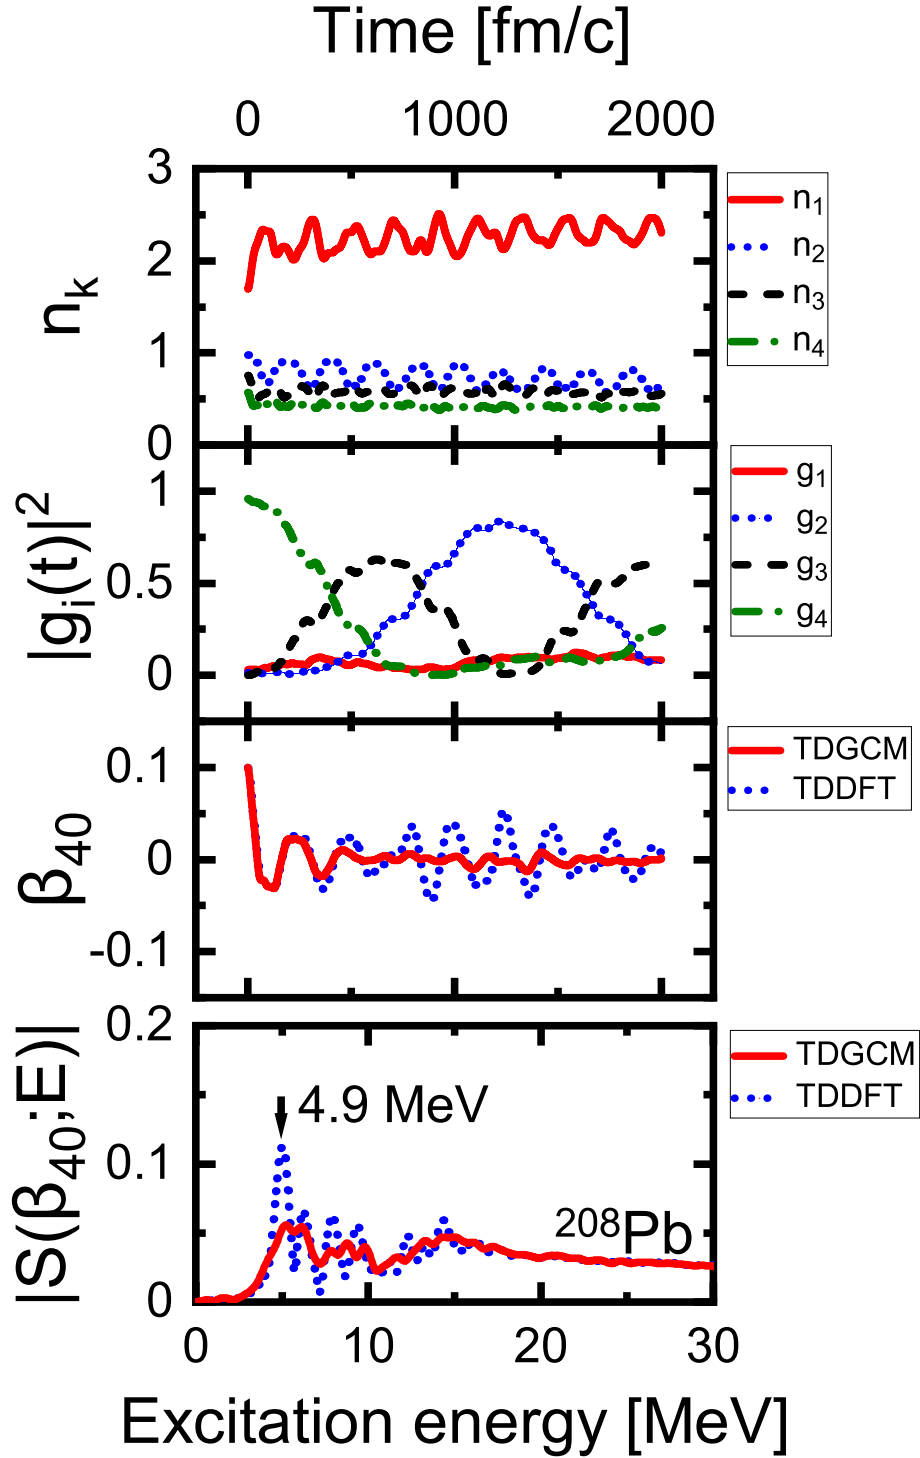 Time [fm/c]
0 1000 2000
3
2
1
0
n_k
n_1
n_2
n_3
n_4
1
0.5
0
|g_i(t)|^2
g_1
g_2
g_3
g_4
0.1
0
-0.1
β_40
TDGCM
TDDFT
0.2
0.1
0
|S(β_40;E)|
4.9 MeV
^208Pb
TDGCM
TDDFT
0 10 20 30
Excitation energy [MeV]